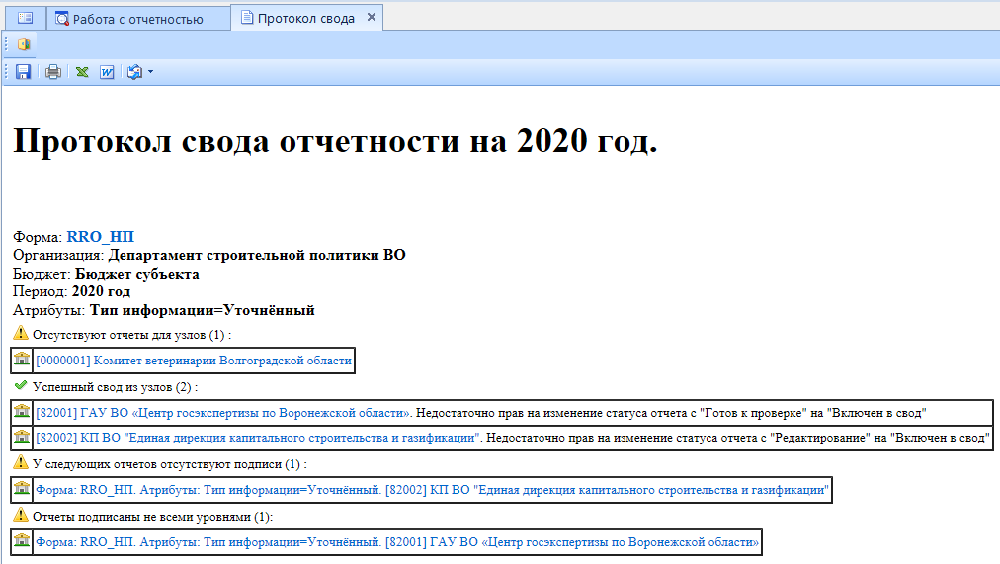 Работа с отчетностью
Протокол свода
Протокол свода отчетности на 2020 год.
Форма: RRO_НП
Организация: Департамент строительной политики ВО
Бюджет: Бюджет субъекта
Период: 2020 год
Атрибуты: Тип информации=Уточнённый
Отсутствуют отчеты для узлов (1) :
[0000001] Комитет ветеринарии Волгоградской области
Успешный свод из узлов (2) :
[82001] ГАУ ВО «Центр госэкспертизы по Воронежской области». Недостаточно прав на изменение статуса отчета с "Готов к проверке" на "Включен в свод"
[82002] КП ВО "Единая дирекция капитального строительства и газификации". Недостаточно прав на изменение статуса отчета с "Редактирование" на "Включен в свод"
У следующих отчетов отсутствуют подписи (1) :
Форма: RRO_НП. Атрибуты: Тип информации=Уточнённый. [82002] КП ВО "Единая дирекция капитального строительства и газификации"
Отчеты подписаны не всеми уровнями (1):
Форма: RRO_НП. Атрибуты: Тип информации=Уточнённый. [82001] ГАУ ВО «Центр госэкспертизы по Воронежской области»